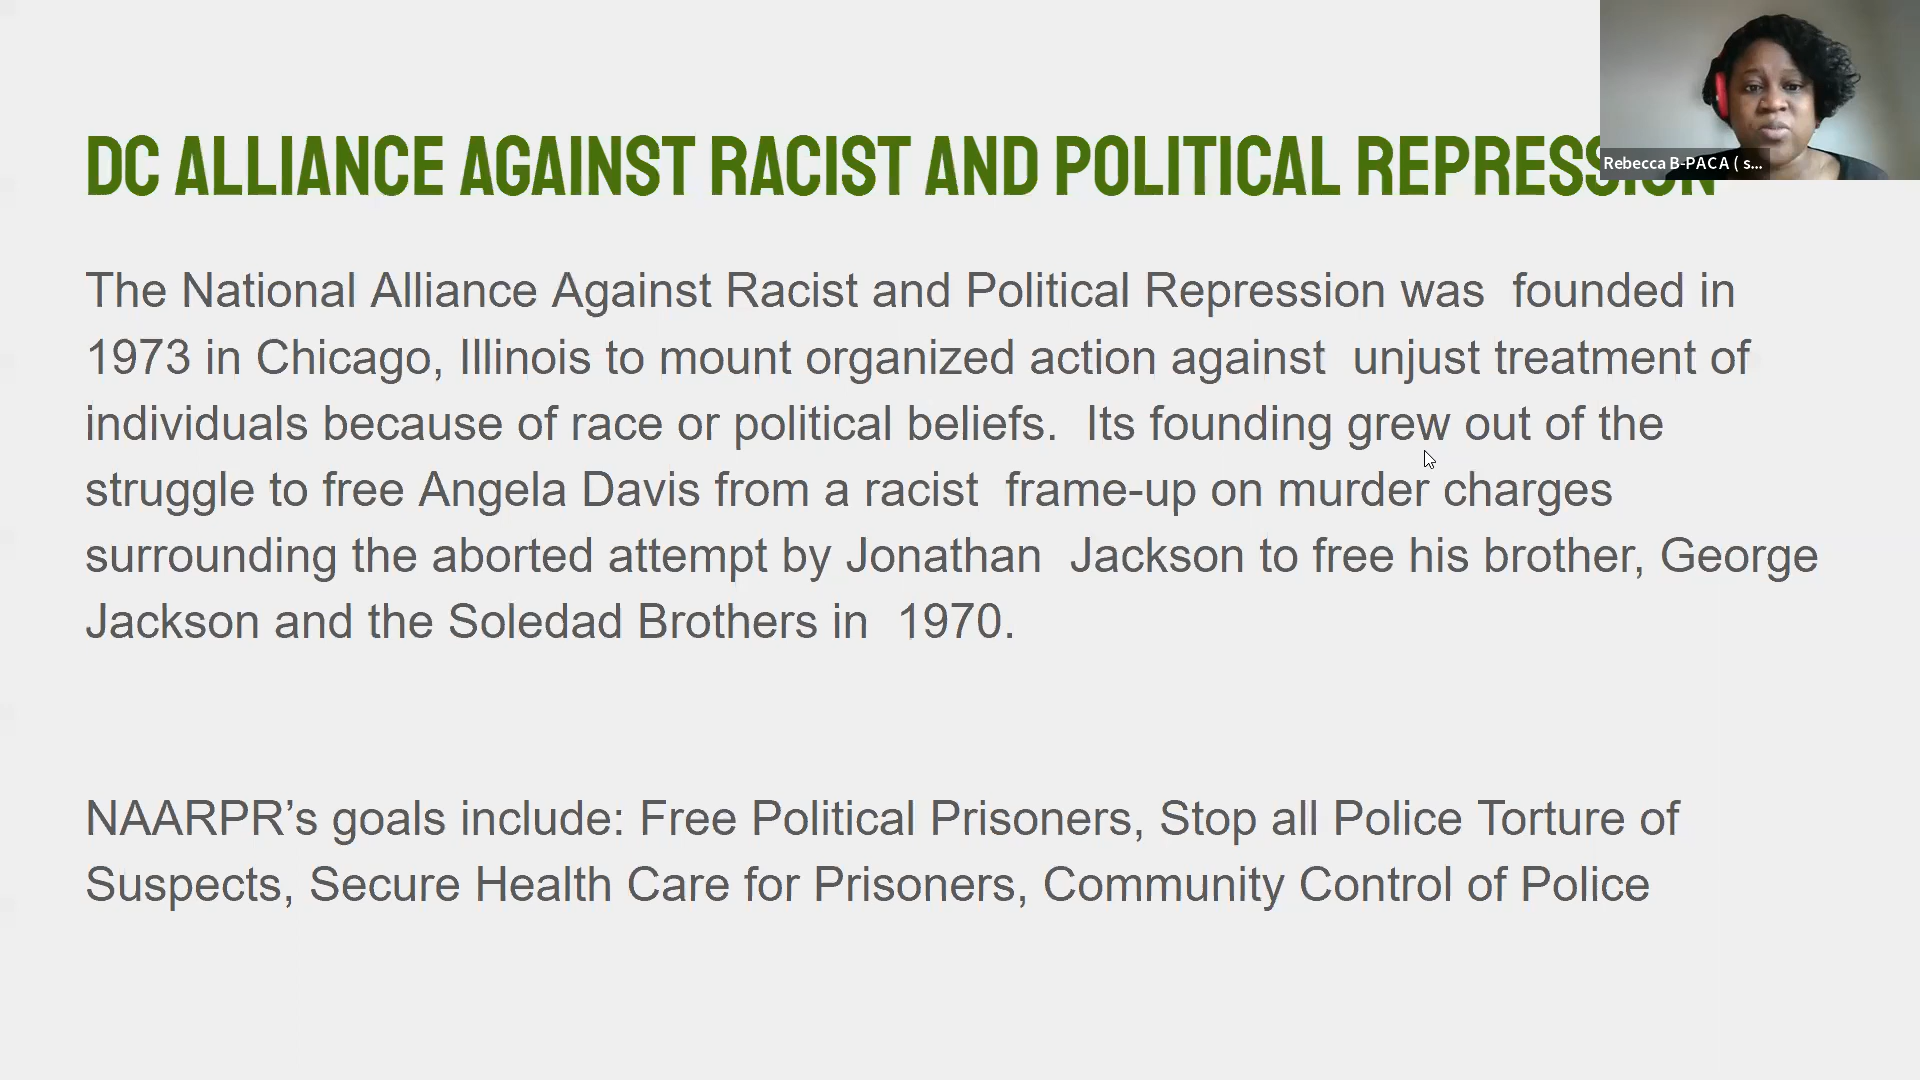 DC ALLIANCE AGAINST RACIST AND POLITICAL REPRESSION
Rebecca B-PACA ( s...
The National Alliance Against Racist and Political Repression was  founded in
1973 in Chicago, Illinois to mount organized action against  unjust treatment of
individuals because of race or political beliefs.  Its founding grew out of the
struggle to free Angela Davis from a racist  frame-up on murder charges
surrounding the aborted attempt by Jonathan  Jackson to free his brother, George
Jackson and the Soledad Brothers in  1970.
NAARPR’s goals include: Free Political Prisoners, Stop all Police Torture of
Suspects, Secure Health Care for Prisoners, Community Control of Police